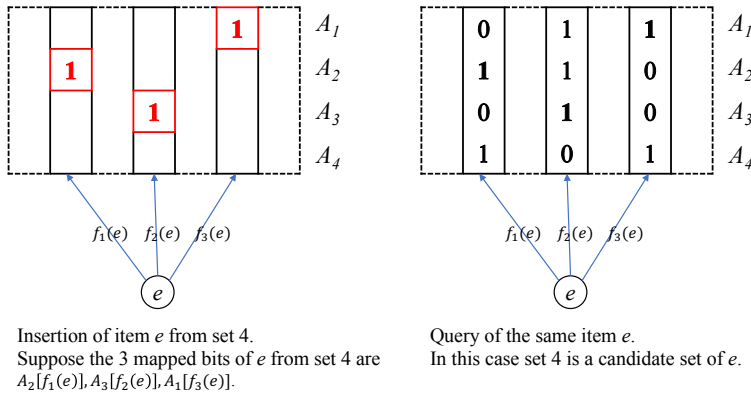 1 A₁ 0 1 1 A₁
1 A₂ 1 1 0 A₂
1 A₃ 0 1 0 A₃
A₄ 1 0 1 A₄
f₁(e) f₂(e) f₃(e) f₁(e) f₂(e) f₃(e)
e e
Insertion of item e from set 4.
Suppose the 3 mapped bits of e from set 4 are
A₂[f₁(e)], A₃[f₂(e)], A₁[f₃(e)].
Query of the same item e.
In this case set 4 is a candidate set of e.